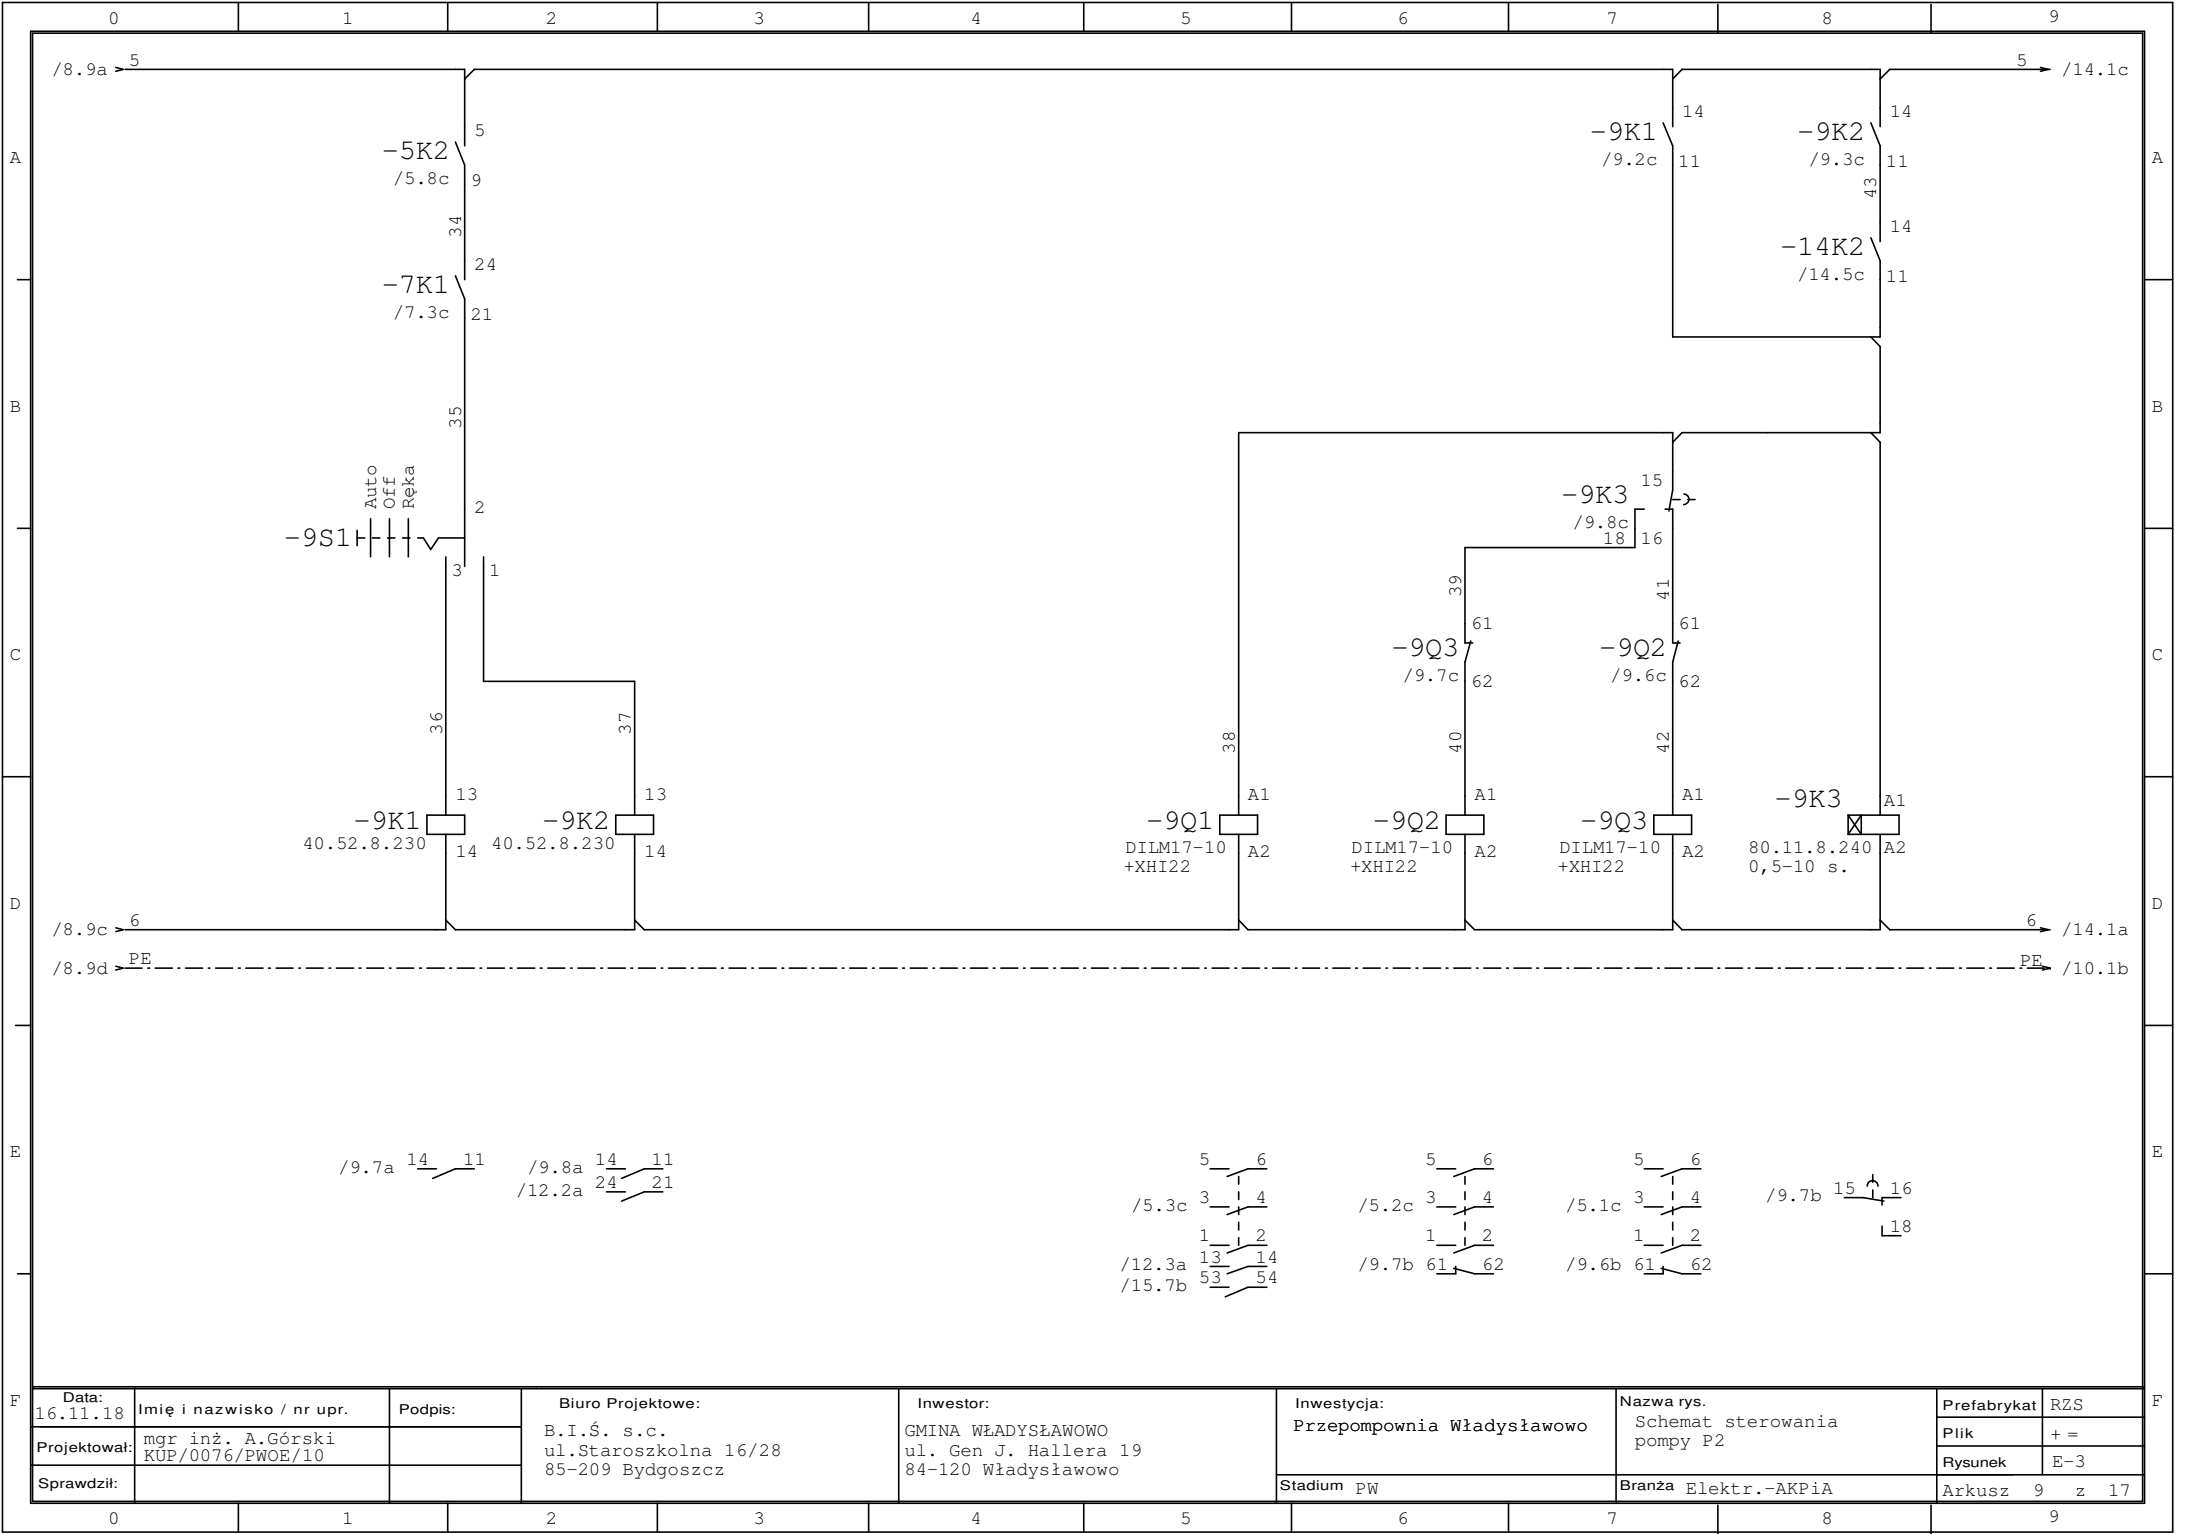 0 1 2 3 4 5 6 7 8 9
/8.9a 5 5 /14.1c
A A
-5K2 5
/5.8c 9
34
-7K1 24
/7.3c 21
-9K1 14
/9.2c 11
-9K2 14
/9.3c 11
43
-14K2 14
/14.5c 11
B B
35
Auto
Off
Ręka
-9S1 2
3 1
-9K3 15
/9.8c
18 16
39
41
C C
-9Q3 61
/9.7c 62
-9Q2 61
/9.6c 62
36
37
38
40
42
-9K1 13
40.52.8.230 14
-9K2 13
40.52.8.230 14
-9Q1 A1
DILM17-10 A2
+XHI22
-9Q2 A1
DILM17-10 A2
+XHI22
-9Q3 A1
DILM17-10 A2
+XHI22
-9K3 A1
80.11.8.240 A2
0,5-10 s.
D D
/8.9c 6 6 /14.1a
/8.9d PE PE /10.1b
E E
/9.7a 14 11
/9.8a 14 11
/12.2a 24 21
5 6
/5.3c 3 4
1 2
/12.3a 13 14
/15.7b 53 54
5 6
/5.2c 3 4
1 2
/9.7b 61 62
5 6
/5.1c 3 4
1 2
/9.6b 61 62
/9.7b 15 16
18
F F
Data:
16.11.18
Imię i nazwisko / nr upr.
Podpis:
Projektował:
mgr inż. A.Górski
KUP/0076/PWOE/10
Sprawdził:
Biuro Projektowe:
B.I.Ś. s.c.
ul.Staroszkolna 16/28
85-209 Bydgoszcz
Inwestor:
GMINA WŁADYSŁAWOWO
ul. Gen J. Hallera 19
84-120 Władysławowo
Inwestycja:
Przepompownia Władysławowo
Stadium PW
Nazwa rys.
Schemat sterowania
pompy P2
Branża Elektr.-AKPiA
Prefabrykat RZS
Plik + =
Rysunek E-3
Arkusz 9 z 17
0 1 2 3 4 5 6 7 8 9